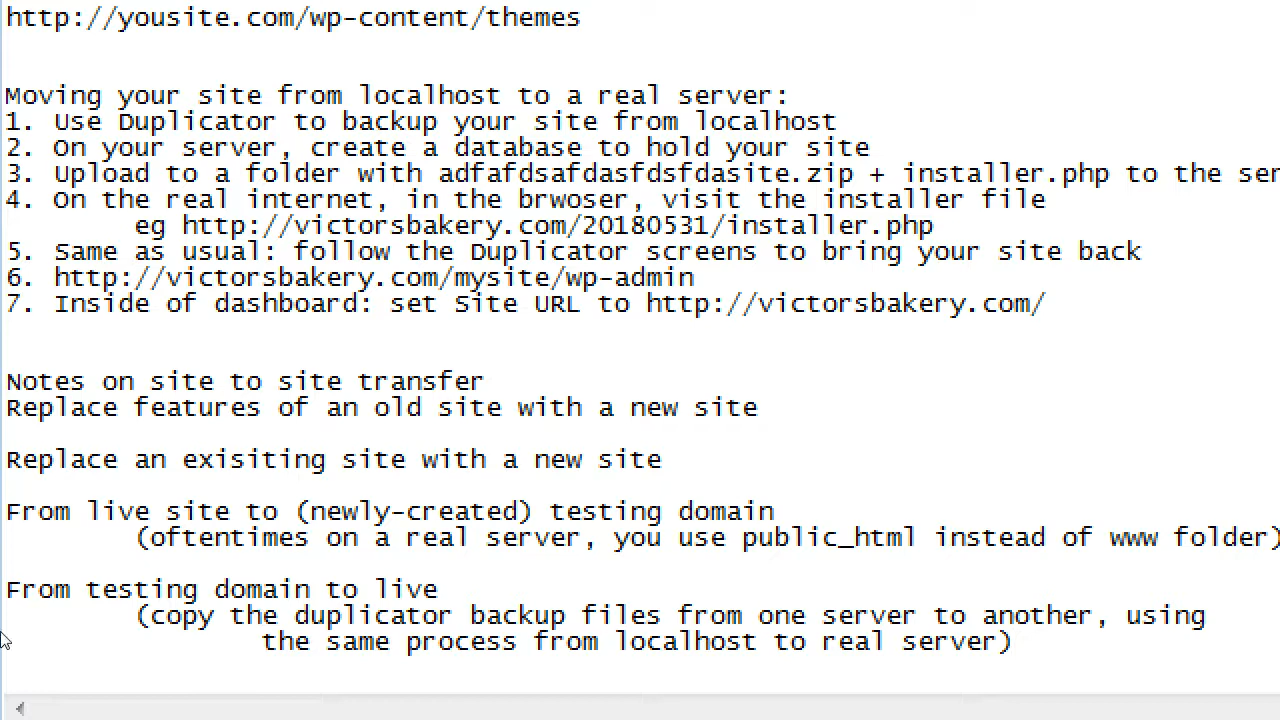 http://yousite.com/wp-content/themes
Moving your site from localhost to a real server:
1. Use Duplicator to backup your site from localhost
2. On your server, create a database to hold your site
3. Upload to a folder with adfafdsafdasfdsfdasite.zip + installer.php to the
4. On the real internet, in the brwoser, visit the installer file
eg http://victorsbakery.com/20180531/installer.php
5. Same as usual: follow the Duplicator screens to bring your site back
6. http://victorsbakery.com/mysite/wp-admin
7. Inside of dashboard: set Site URL to http://victorsbakery.com/
Notes on site to site transfer
Replace features of an old site with a new site
Replace an exisiting site with a new site
From live site to (newly-created) testing domain
(oftentimes on a real server, you use public_html instead of www folder)
From testing domain to live
(copy the duplicator backup files from one server to another, using
the same process from localhost to real server)